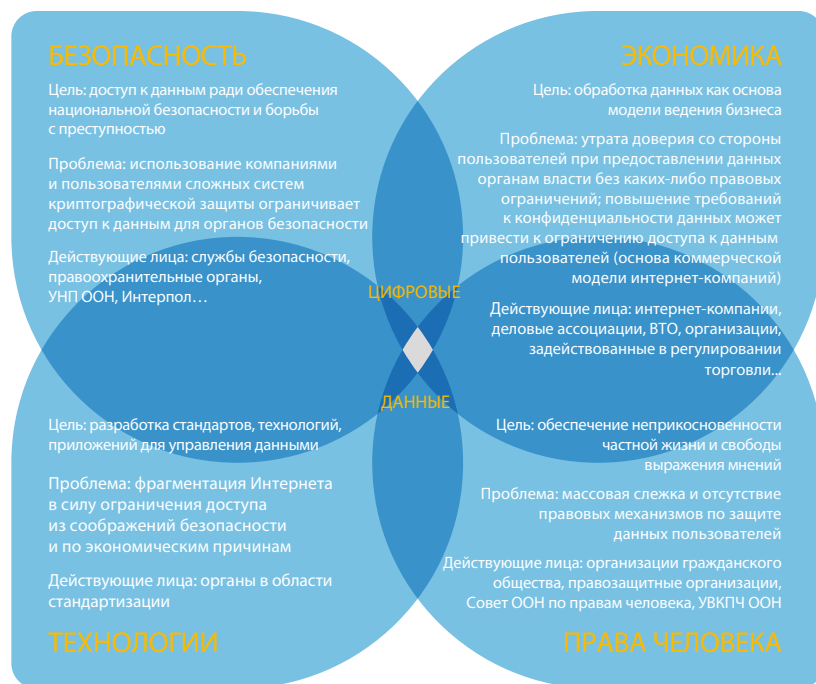 БЕЗОПАСНОСТЬ
Цель: доступ к данным ради обеспечения
национальной безопасности и борьбы
с преступностью
Проблема: использование компаниями
и пользователями сложных систем
криптографической защиты ограничивает
доступ к данным для органов безопасности
Действующие лица: службы безопасности,
правоохранительные органы,
УНП ООН, Интерпол…
ЭКОНОМИКА
Цель: обработка данных как основа
модели ведения бизнеса
Проблема: утрата доверия со стороны
пользователей при предоставлении данных
органам власти без каких-либо правовых
ограничений; повышение требований
к конфиденциальности данных может
привести к ограничению доступа к данным
пользователей (основа коммерческой
модели интернет-компаний)
Действующие лица: интернет-компании,
деловые ассоциации, ВТО, организации,
задействованные в регулировании
торговли...
ЦИФРОВЫЕ
ДАННЫЕ
Цель: разработка стандартов, технологий,
приложений для управления данными
Проблема: фрагментация Интернета
в силу ограничения доступа
из соображений безопасности
и по экономическим причинам
Действующие лица: органы в области
стандартизации
ТЕХНОЛОГИИ
Цель: обеспечение неприкосновенности
частной жизни и свободы
выражения мнений
Проблема: массовая слежка и отсутствие
правовых механизмов по защите
данных пользователей
Действующие лица: организации гражданского
общества, правозащитные организации,
Совет ООН по правам человека, УВКПЧ ООН
ПРАВА ЧЕЛОВЕКА